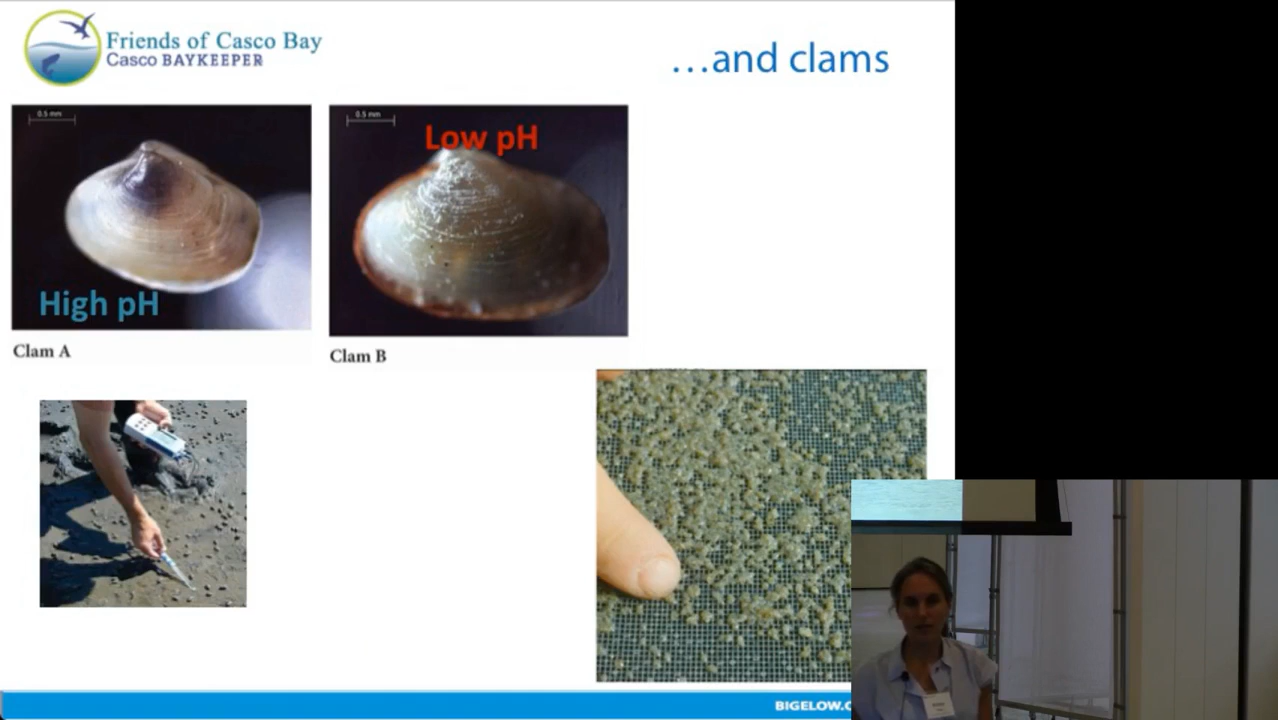 Friends of Casco Bay
Casco BAYKEEPER
…and clams
0.5 mm
0.5 mm
Low pH
High pH
Clam A
Clam B